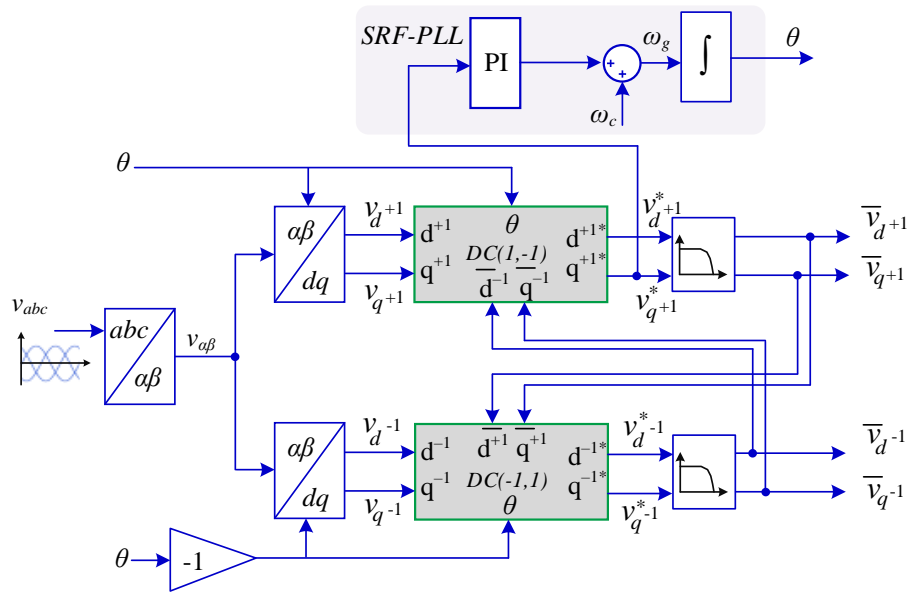 SRF-PLL
PI
+
+
ω_g
∫
θ
ω_c
θ
αβ
dq
v_d+1
v_q+1
d+1
q+1
θ
DC(1,-1)
d̅-1 q̅-1
d+1*
q+1*
v*_d+1
v*_q+1
v̅_d+1
v̅_q+1
v_abc
abc
αβ
v_αβ
αβ
dq
v_d-1
v_q-1
d-1
q-1
d̅+1 q̅+1
DC(-1,1)
θ
d-1*
q-1*
v*_d-1
v*_q-1
v̅_d-1
v̅_q-1
θ
-1